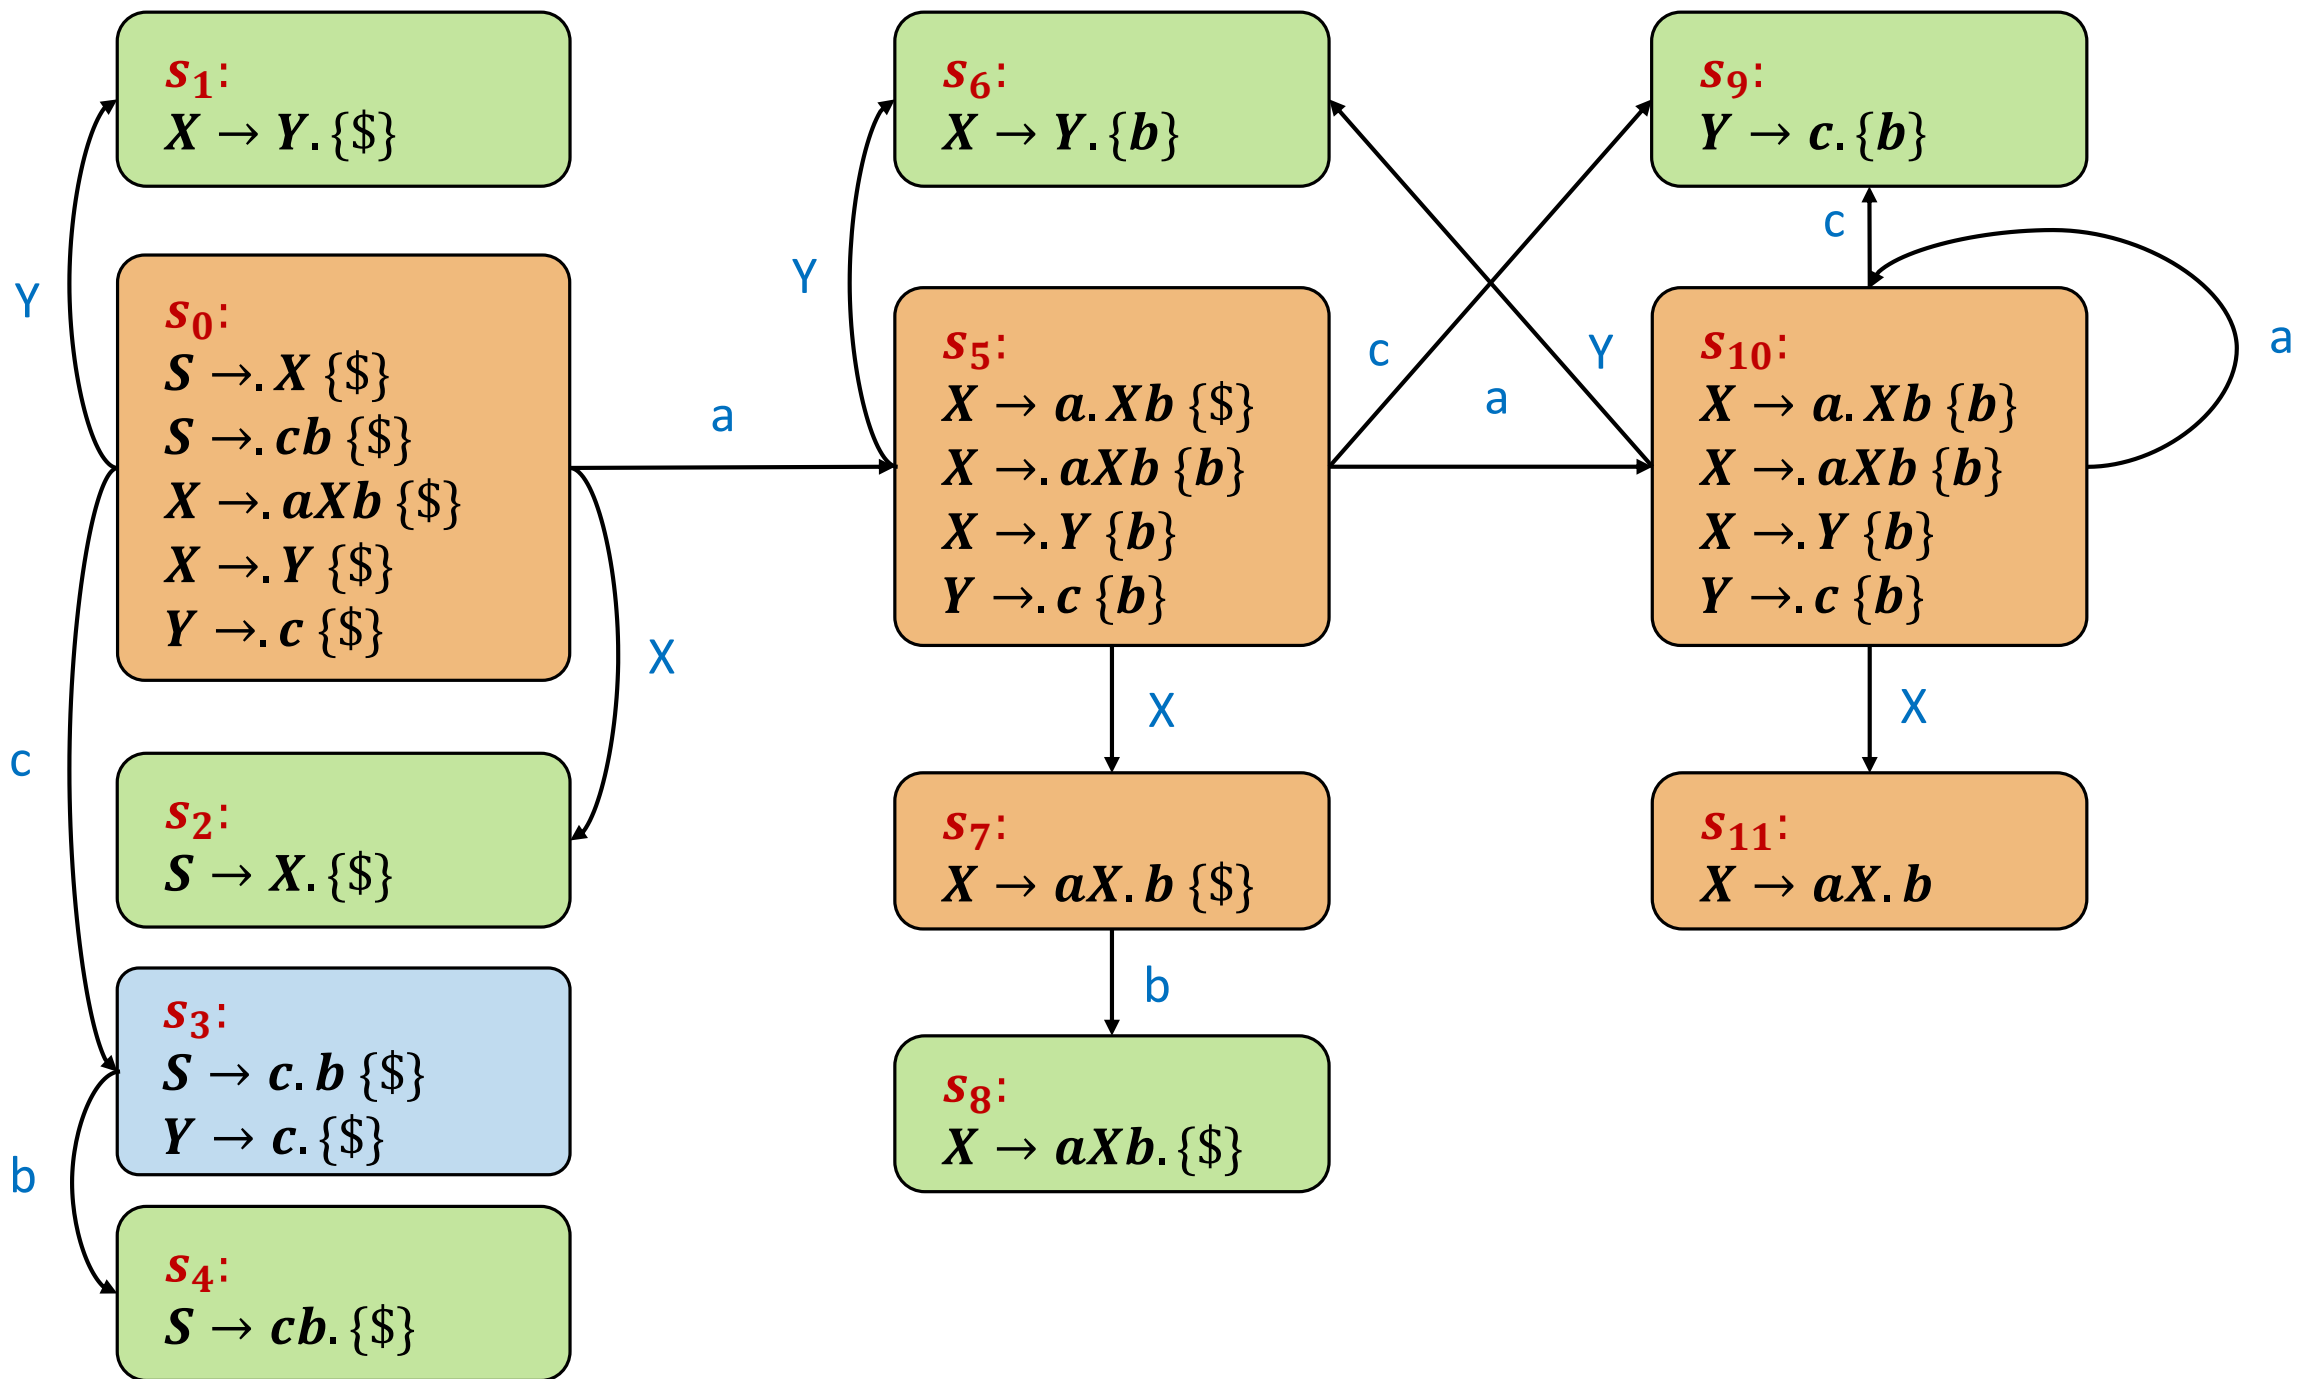 s₁:
X → Y. {$}
Y
s₀:
S →. X {$}
S →. cb {$}
X →. aXb {$}
X →. Y {$}
Y →. c {$}
c
X
a
s₂:
S → X. {$}
s₃:
S → c. b {$}
Y → c. {$}
b
s₄:
S → cb. {$}
s₆:
X → Y. {b}
Y
s₅:
X → a. Xb {$}
X →. aXb {b}
X →. Y {b}
Y →. c {b}
c
Y
a
X
s₇:
X → aX. b {$}
b
s₈:
X → aXb. {$}
s₉:
Y → c. {b}
c
a
s₁₀:
X → a. Xb {b}
X →. aXb {b}
X →. Y {b}
Y →. c {b}
X
s₁₁:
X → aX. b